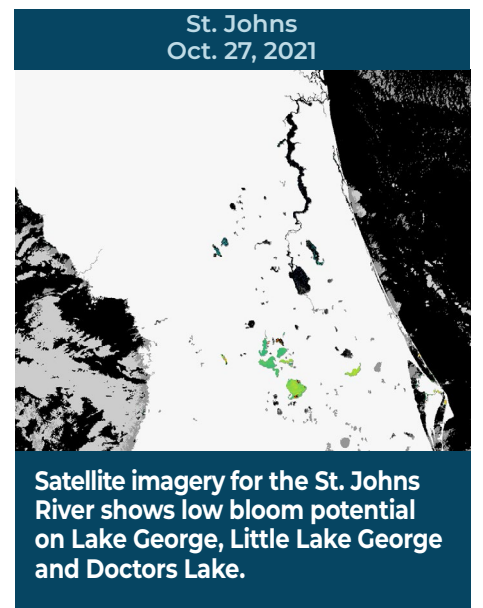 St. Johns
Oct. 27, 2021
Satellite imagery for the St. Johns
River shows low bloom potential
on Lake George, Little Lake George
and Doctors Lake.